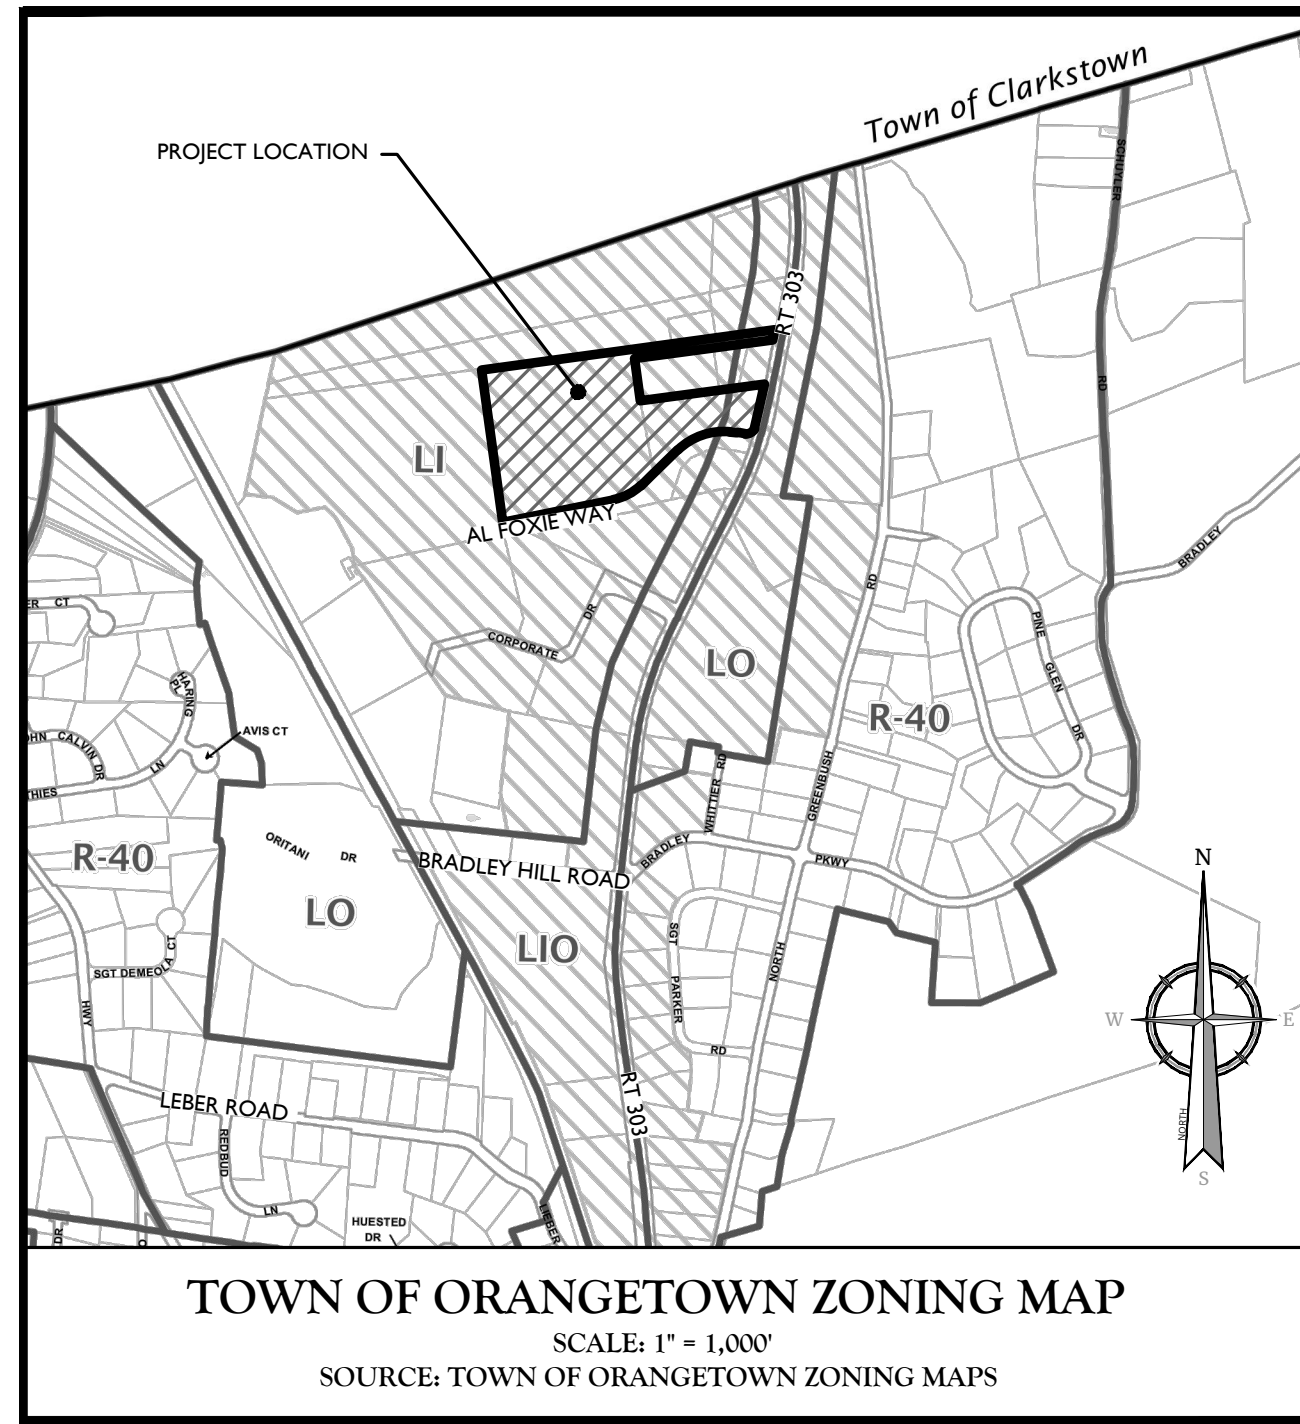 Town of Clarkstown
PROJECT LOCATION
SCHUYLER
RT 303
RD
LI
AL FOXIE WAY
BRADLEY
ER CT
RD
DR
CORPORATE
PINE
GLEN
DR
LO
HARING
PL
R-40
AVIS CT
OHN CALVIN DR
LN
THIES
WHITTIER RD
GREENBUSH
ORITANI DR
R-40
BRADLEY
PKWY
BRADLEY HILL ROAD
N
LO
LIO
SGT
PARKER
RD
NORTH
SGT DEMEOLA CT
HWY
W
E
LEBER ROAD
RT 303
REDBUD
LN
NORTH
S
HUESTED
DR
LIEBER
DR
TOWN OF ORANGETOWN ZONING MAP
SCALE: 1" = 1,000'
SOURCE: TOWN OF ORANGETOWN ZONING MAPS